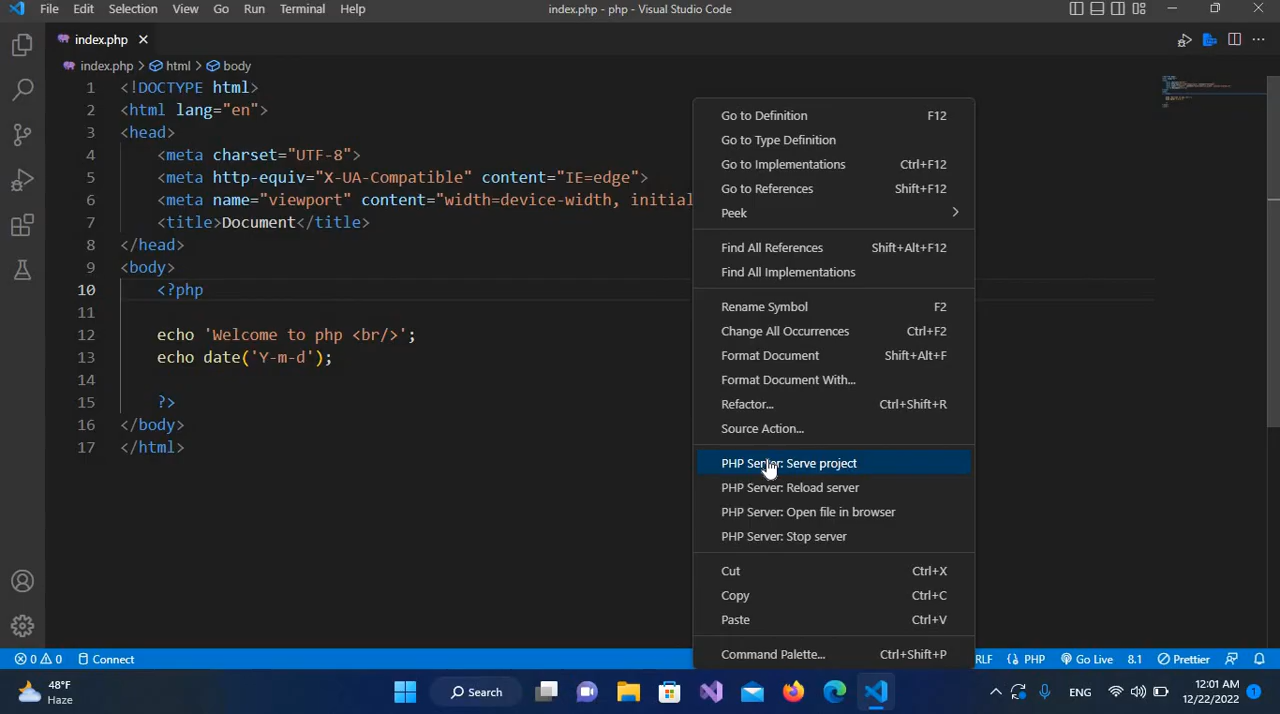 File Edit Selection View Go Run Terminal Help index.php - php - Visual Studio Code
index.php
index.php > html > body
1 <!DOCTYPE html>
2 <html lang="en">
3 <head>
4 <meta charset="UTF-8">
5 <meta http-equiv="X-UA-Compatible" content="IE=edge">
6 <meta name="viewport" content="width=device-width, initial
7 <title>Document</title>
8 </head>
9 <body>
10 <?php
11
12 echo 'Welcome to php <br/>';
13 echo date('Y-m-d');
14
15 ?>
16 </body>
17 </html>
Go to Definition F12
Go to Type Definition
Go to Implementations Ctrl+F12
Go to References Shift+F12
Peek >
Find All References Shift+Alt+F12
Find All Implementations
Rename Symbol F2
Change All Occurrences Ctrl+F2
Format Document Shift+Alt+F
Format Document With...
Refactor... Ctrl+Shift+R
Source Action...
PHP Server: Serve project
PHP Server: Reload server
PHP Server: Open file in browser
PHP Server: Stop server
Cut Ctrl+X
Copy Ctrl+C
Paste Ctrl+V
Command Palette... Ctrl+Shift+P
0 0 Connect RLF {} PHP Go Live 8.1 Prettier
48°F
Haze
Search
ENG
12:01 AM
12/22/2022
1